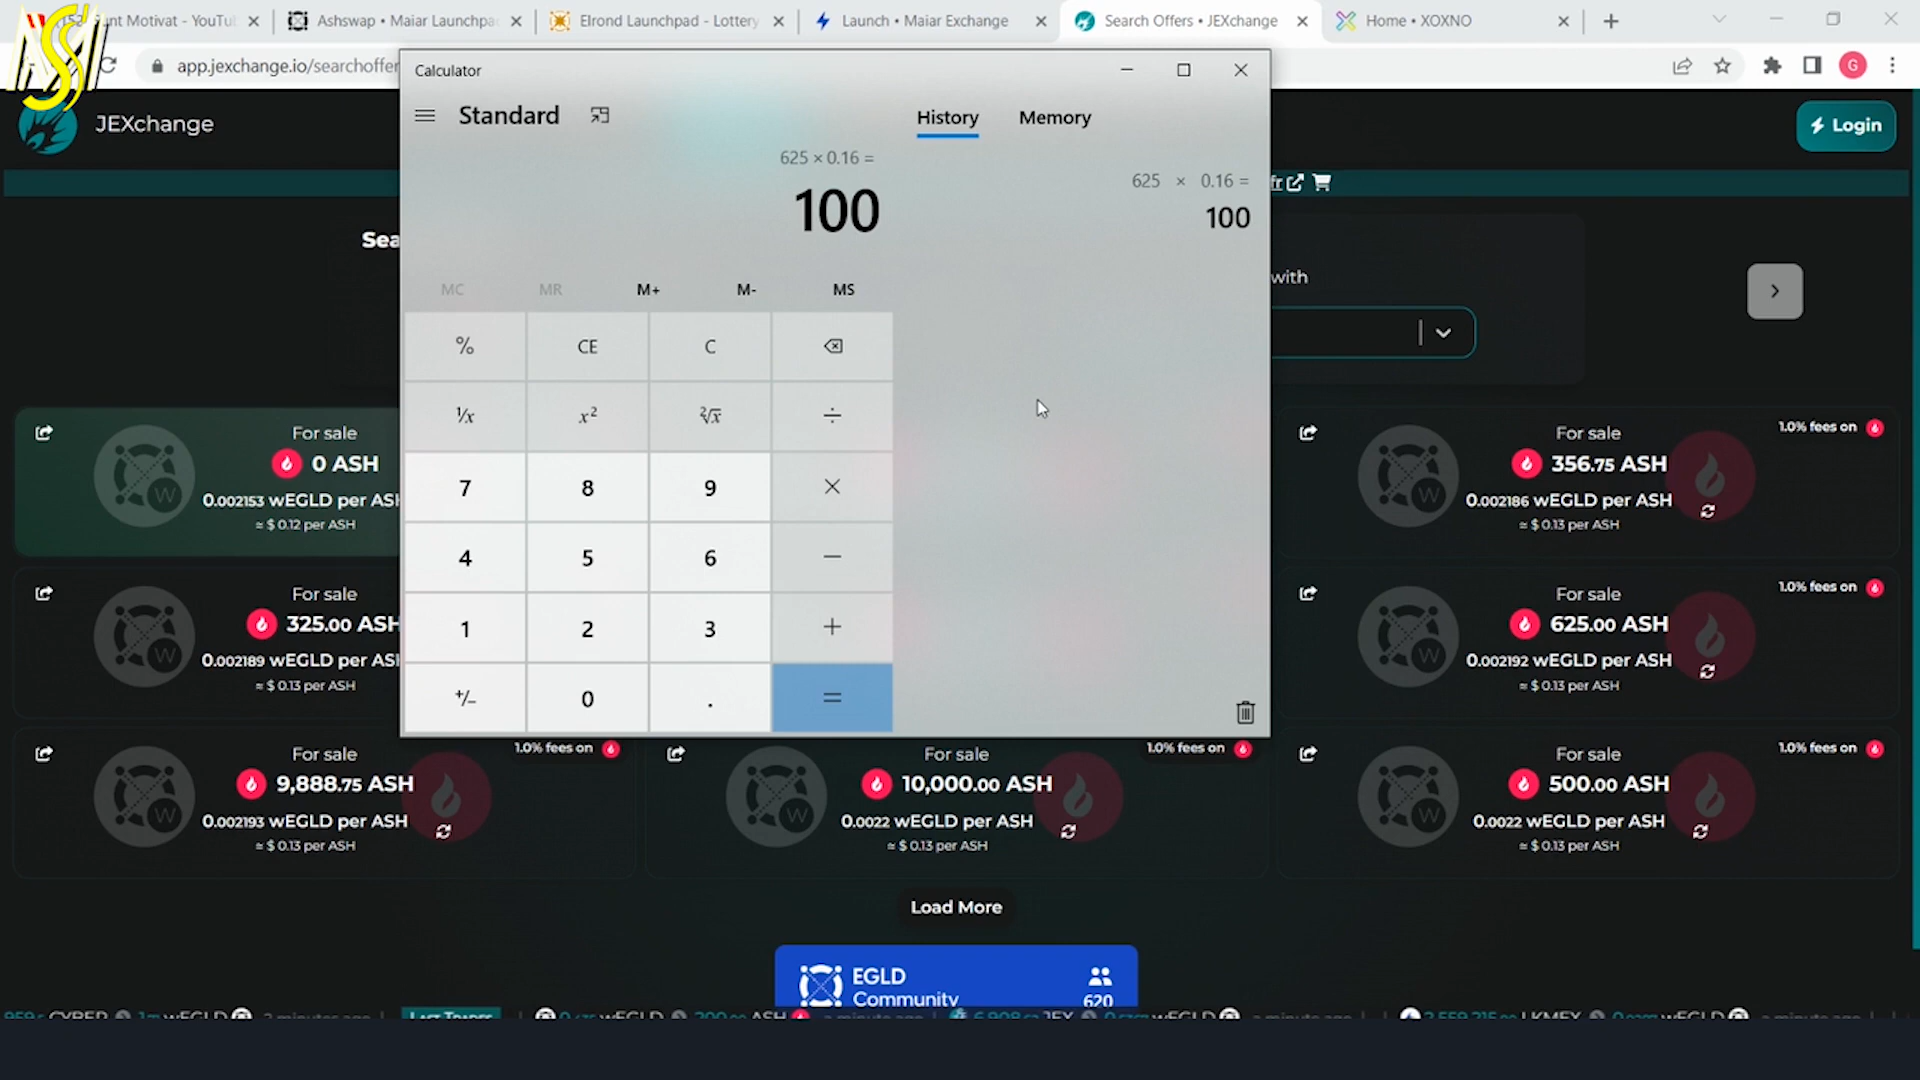 unt Motivat - YouTu
Ashswap • Maiar Launchpa
Elrond Launchpad - Lottery
Launch • Maiar Exchange
Search Offers • JEXchange
Home • XOXNO
app.jexchange.io/searchoffer
G
JEXchange
Login
Sea
fr
with
Calculator
Standard
History
Memory
625 × 0.16 =
100
625 × 0.16 =
100
MC MR M+ M- MS
% CE C
¹/x x² ²√x ÷
7 8 9 ×
4 5 6 −
1 2 3 +
+/− 0 . =
For sale
0 ASH
0.002153 wEGLD per ASH
≈ $ 0.12 per ASH
For sale
1.0% fees on
356.75 ASH
0.002186 wEGLD per ASH
≈ $ 0.13 per ASH
For sale
325.00 ASH
0.002189 wEGLD per ASH
≈ $ 0.13 per ASH
For sale
1.0% fees on
625.00 ASH
0.002192 wEGLD per ASH
≈ $ 0.13 per ASH
For sale
1.0% fees on
9,888.75 ASH
0.002193 wEGLD per ASH
≈ $ 0.13 per ASH
For sale
1.0% fees on
10,000.00 ASH
0.0022 wEGLD per ASH
≈ $ 0.13 per ASH
For sale
1.0% fees on
500.00 ASH
0.0022 wEGLD per ASH
≈ $ 0.13 per ASH
Load More
EGLD
Community
620